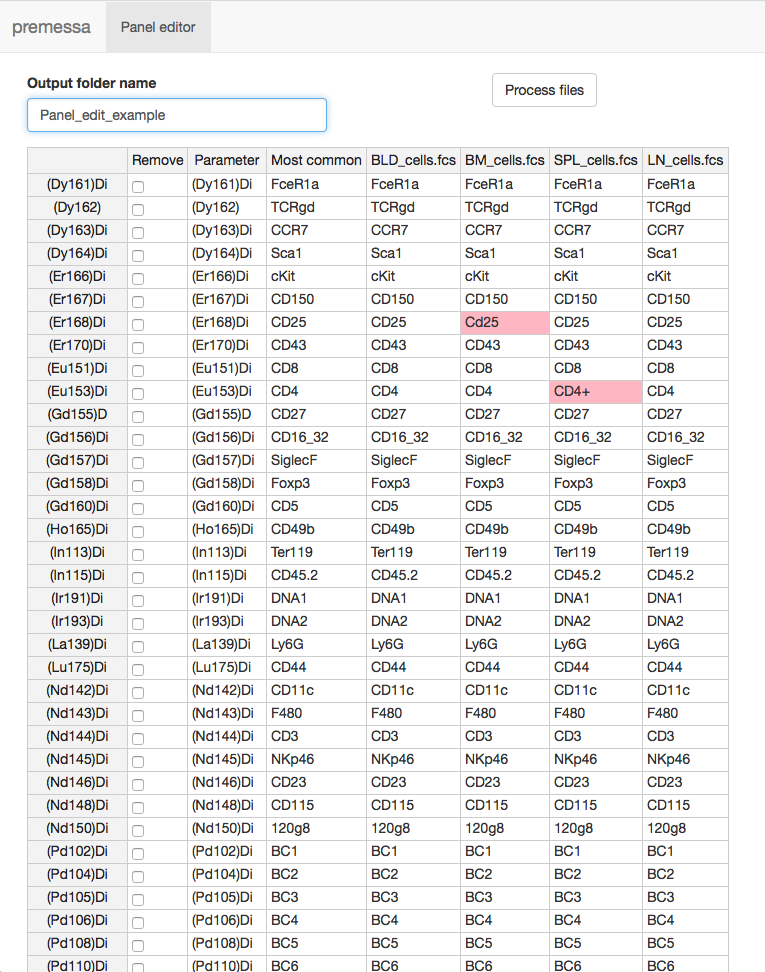 premessa Panel editor
Output folder name
Process files
Panel_edit_example
Remove Parameter Most common BLD_cells.fcs BM_cells.fcs SPL_cells.fcs LN_cells.fcs
(Dy161)Di (Dy161)Di FceR1a FceR1a FceR1a FceR1a FceR1a
(Dy162) (Dy162) TCRgd TCRgd TCRgd TCRgd TCRgd
(Dy163)Di (Dy163)Di CCR7 CCR7 CCR7 CCR7 CCR7
(Dy164)Di (Dy164)Di Sca1 Sca1 Sca1 Sca1 Sca1
(Er166)Di (Er166)Di cKit cKit cKit cKit cKit
(Er167)Di (Er167)Di CD150 CD150 CD150 CD150 CD150
(Er168)Di (Er168)Di CD25 CD25 Cd25 CD25 CD25
(Er170)Di (Er170)Di CD43 CD43 CD43 CD43 CD43
(Eu151)Di (Eu151)Di CD8 CD8 CD8 CD8 CD8
(Eu153)Di (Eu153)Di CD4 CD4 CD4 CD4+ CD4
(Gd155)D (Gd155)D CD27 CD27 CD27 CD27 CD27
(Gd156)Di (Gd156)Di CD16_32 CD16_32 CD16_32 CD16_32 CD16_32
(Gd157)Di (Gd157)Di SiglecF SiglecF SiglecF SiglecF SiglecF
(Gd158)Di (Gd158)Di Foxp3 Foxp3 Foxp3 Foxp3 Foxp3
(Gd160)Di (Gd160)Di CD5 CD5 CD5 CD5 CD5
(Ho165)Di (Ho165)Di CD49b CD49b CD49b CD49b CD49b
(In113)Di (In113)Di Ter119 Ter119 Ter119 Ter119 Ter119
(In115)Di (In115)Di CD45.2 CD45.2 CD45.2 CD45.2 CD45.2
(Ir191)Di (Ir191)Di DNA1 DNA1 DNA1 DNA1 DNA1
(Ir193)Di (Ir193)Di DNA2 DNA2 DNA2 DNA2 DNA2
(La139)Di (La139)Di Ly6G Ly6G Ly6G Ly6G Ly6G
(Lu175)Di (Lu175)Di CD44 CD44 CD44 CD44 CD44
(Nd142)Di (Nd142)Di CD11c CD11c CD11c CD11c CD11c
(Nd143)Di (Nd143)Di F480 F480 F480 F480 F480
(Nd144)Di (Nd144)Di CD3 CD3 CD3 CD3 CD3
(Nd145)Di (Nd145)Di NKp46 NKp46 NKp46 NKp46 NKp46
(Nd146)Di (Nd146)Di CD23 CD23 CD23 CD23 CD23
(Nd148)Di (Nd148)Di CD115 CD115 CD115 CD115 CD115
(Nd150)Di (Nd150)Di 120g8 120g8 120g8 120g8 120g8
(Pd102)Di (Pd102)Di BC1 BC1 BC1 BC1 BC1
(Pd104)Di (Pd104)Di BC2 BC2 BC2 BC2 BC2
(Pd105)Di (Pd105)Di BC3 BC3 BC3 BC3 BC3
(Pd106)Di (Pd106)Di BC4 BC4 BC4 BC4 BC4
(Pd108)Di (Pd108)Di BC5 BC5 BC5 BC5 BC5
(Pd110)Di (Pd110)Di BC6 BC6 BC6 BC6 BC6